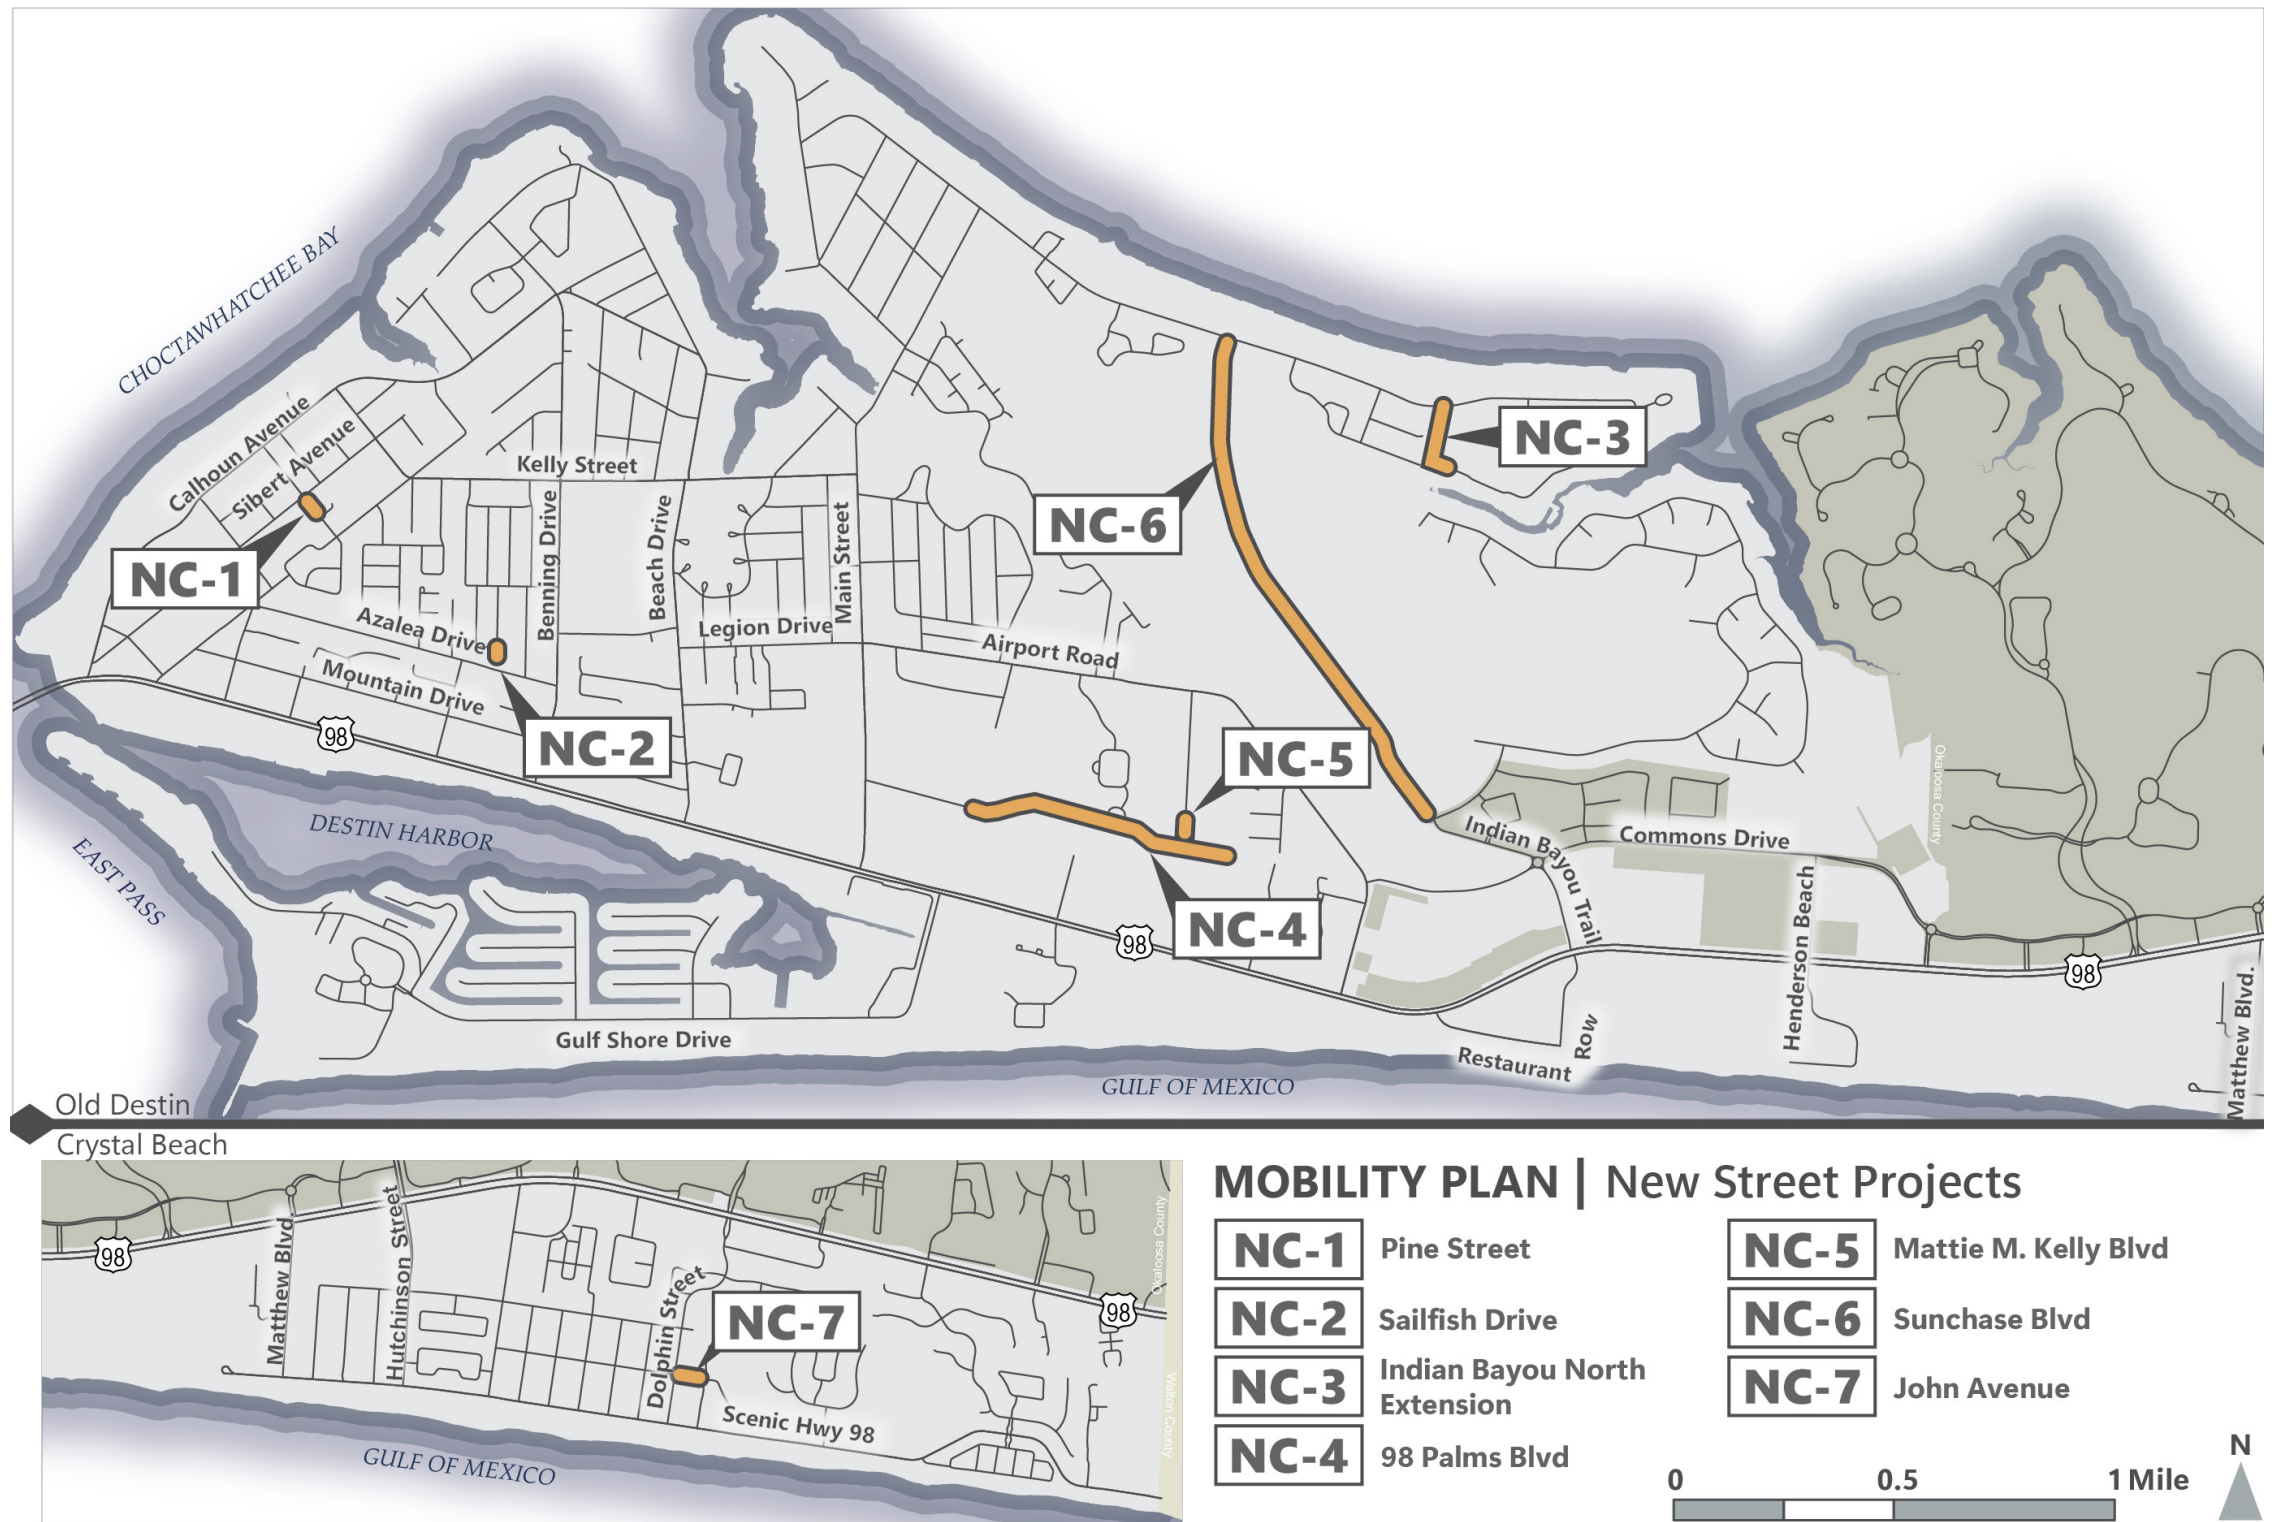 CHOCTAWHATCHEE BAY
Calhoun Avenue
Sibert Avenue
NC-3
Kelly Street
NC-6
NC-1
Benning Drive
Beach Drive
Main Street
Azalea Drive
Legion Drive
Airport Road
Mountain Drive
98
NC-2
NC-5
Okaloosa County
DESTIN HARBOR
Indian Bayou Trail
Commons Drive
EAST PASS
NC-4
98
Henderson Beach
98
Matthew Blvd.
Gulf Shore Drive
Restaurant Row
GULF OF MEXICO
Old Destin
Crystal Beach
98
Matthew Blvd.
Hutchinson Street
Dolphin Street
NC-7
98
Okaloosa County
Walton County
Scenic Hwy 98
GULF OF MEXICO
MOBILITY PLAN | New Street Projects
NC-1 Pine Street
NC-2 Sailfish Drive
NC-3 Indian Bayou North
Extension
NC-4 98 Palms Blvd
NC-5 Mattie M. Kelly Blvd
NC-6 Sunchase Blvd
NC-7 John Avenue
N
0 0.5 1 Mile